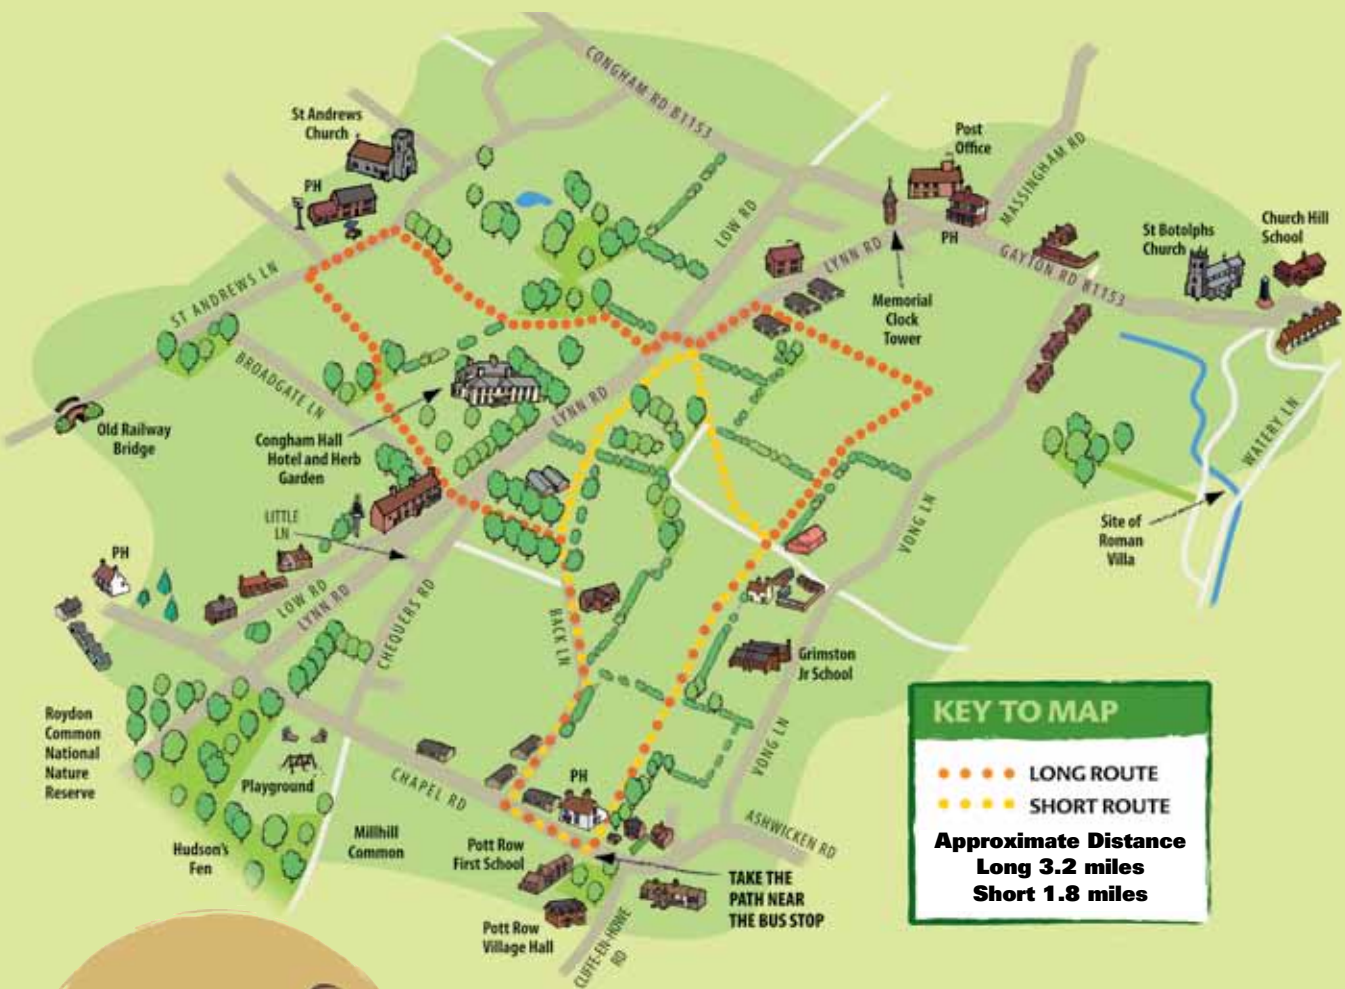 CONGHAM RD B1153
St Andrews
Church
PH
Post
Office
MASSINGHAM RD
LOW RD
LYNN RD
PH
GAYTON RD B1153
St Botolphs
Church
Church Hill
School
Memorial
Clock
Tower
ST ANDREWS LN
BROADGATE LN
Old Railway
Bridge
Congham Hall
Hotel and Herb
Garden
LYNN RD
WATERY LN
Site of
Roman
Villa
VONG LN
LITTLE
LN
PH
LOW RD
LYNN RD
CHEQUERS RD
BACK LN
Grimston
Jr School
VONG LN
Roydon
Common
National
Nature
Reserve
Playground
CHAPEL RD
PH
Hudson's
Fen
Millhill
Common
Pott Row
First School
ASHWICKEN RD
TAKE THE
PATH NEAR
THE BUS STOP
Pott Row
Village Hall
CLIFFE-EN-HOWE
RD
KEY TO MAP
LONG ROUTE
SHORT ROUTE
Approximate Distance
Long 3.2 miles
Short 1.8 miles